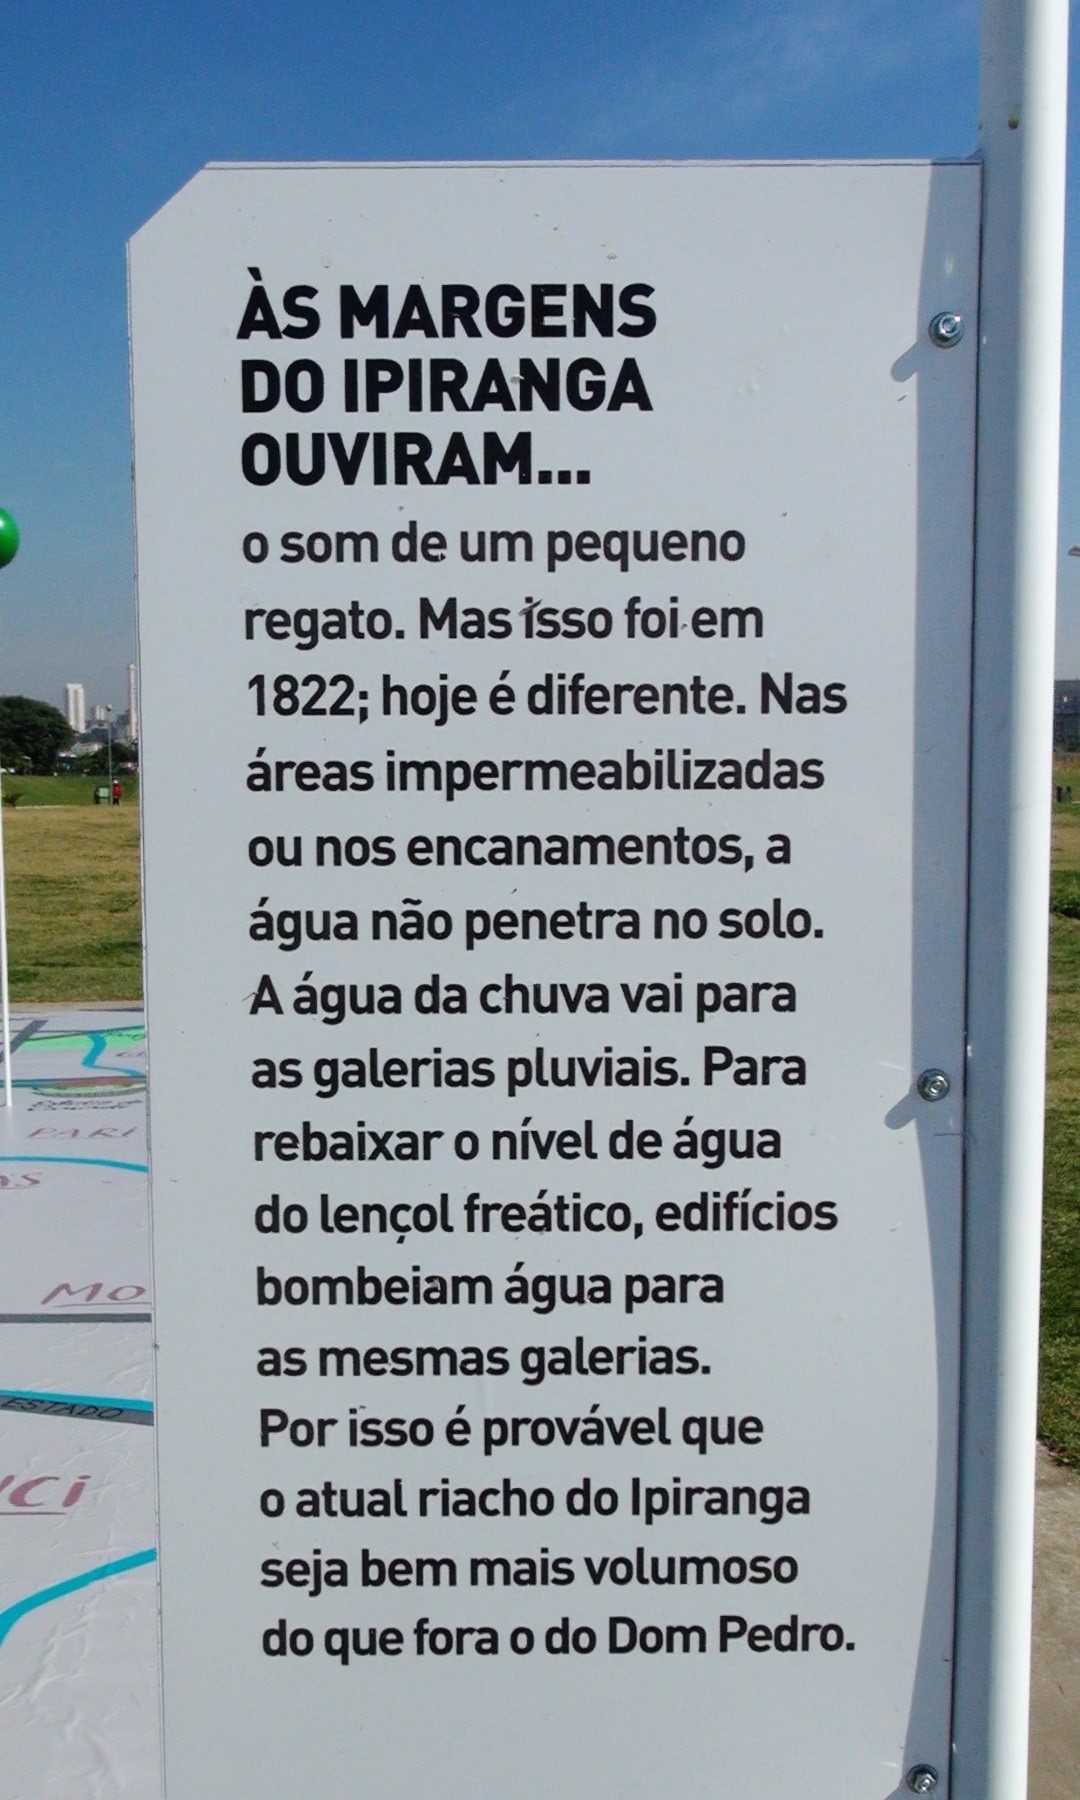 ÀS MARGENS
DO IPIRANGA
OUVIRAM...
o som de um pequeno
regato. Mas isso foi em
1822; hoje é diferente. Nas
áreas impermeabilizadas
ou nos encanamentos, a
água não penetra no solo.
A água da chuva vai para
as galerias pluviais. Para
rebaixar o nível de água
do lençol freático, edifícios
bombeiam água para
as mesmas galerias.
Por isso é provável que
o atual riacho do Ipiranga
seja bem mais volumoso
do que fora o do Dom Pedro.
PARI
MO
ESTADO